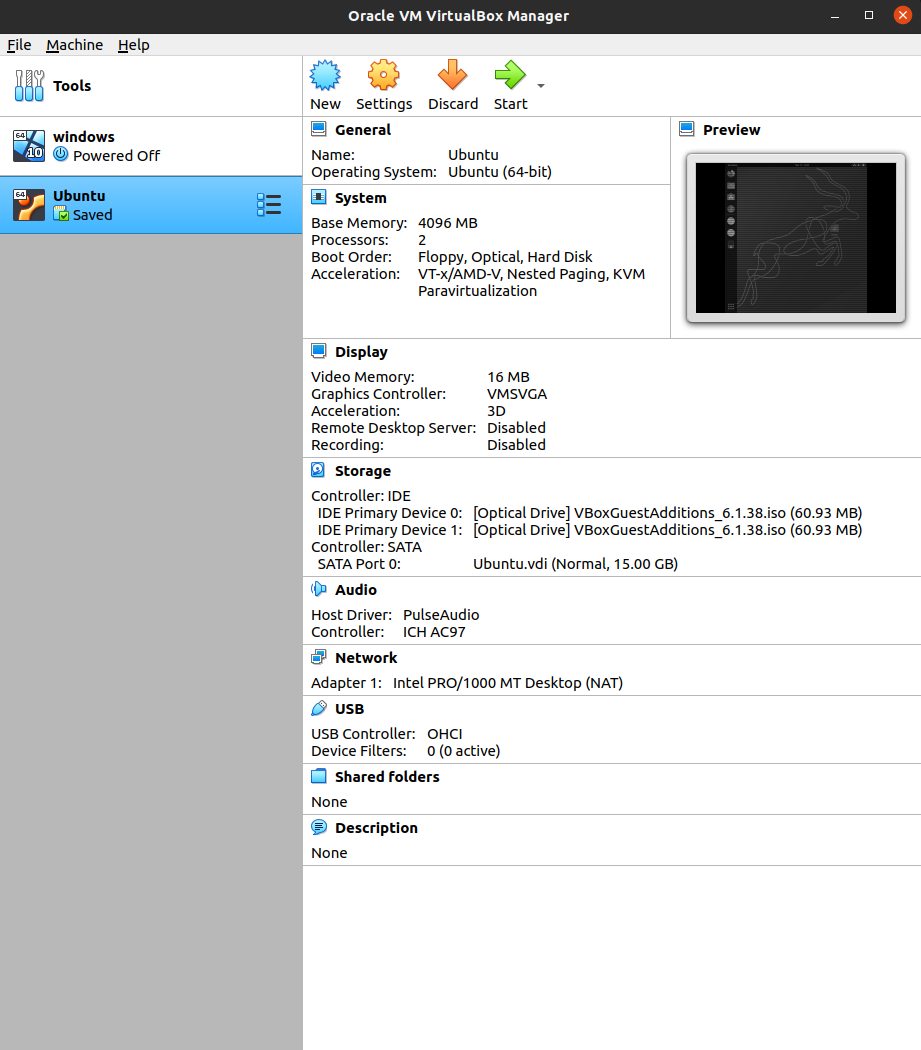 Oracle VM VirtualBox Manager
File Machine Help
Tools
New Settings Discard Start
64
10
windows
Powered Off
64
Ubuntu
Saved
General
Name: Ubuntu
Operating System: Ubuntu (64-bit)
Preview
System
Base Memory: 4096 MB
Processors: 2
Boot Order: Floppy, Optical, Hard Disk
Acceleration: VT-x/AMD-V, Nested Paging, KVM
Paravirtualization
Display
Video Memory: 16 MB
Graphics Controller: VMSVGA
Acceleration: 3D
Remote Desktop Server: Disabled
Recording: Disabled
Storage
Controller: IDE
IDE Primary Device 0: [Optical Drive] VBoxGuestAdditions_6.1.38.iso (60.93 MB)
IDE Primary Device 1: [Optical Drive] VBoxGuestAdditions_6.1.38.iso (60.93 MB)
Controller: SATA
SATA Port 0: Ubuntu.vdi (Normal, 15.00 GB)
Audio
Host Driver: PulseAudio
Controller: ICH AC97
Network
Adapter 1: Intel PRO/1000 MT Desktop (NAT)
USB
USB Controller: OHCI
Device Filters: 0 (0 active)
Shared folders
None
Description
None